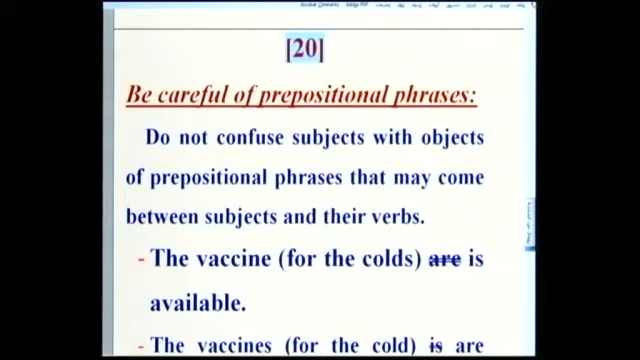 [20]
Be careful of prepositional phrases:
Do not confuse subjects with objects
of prepositional phrases that may come
between subjects and their verbs.
- The vaccine (for the colds) are is
available.
- The vaccines (for the cold) is are